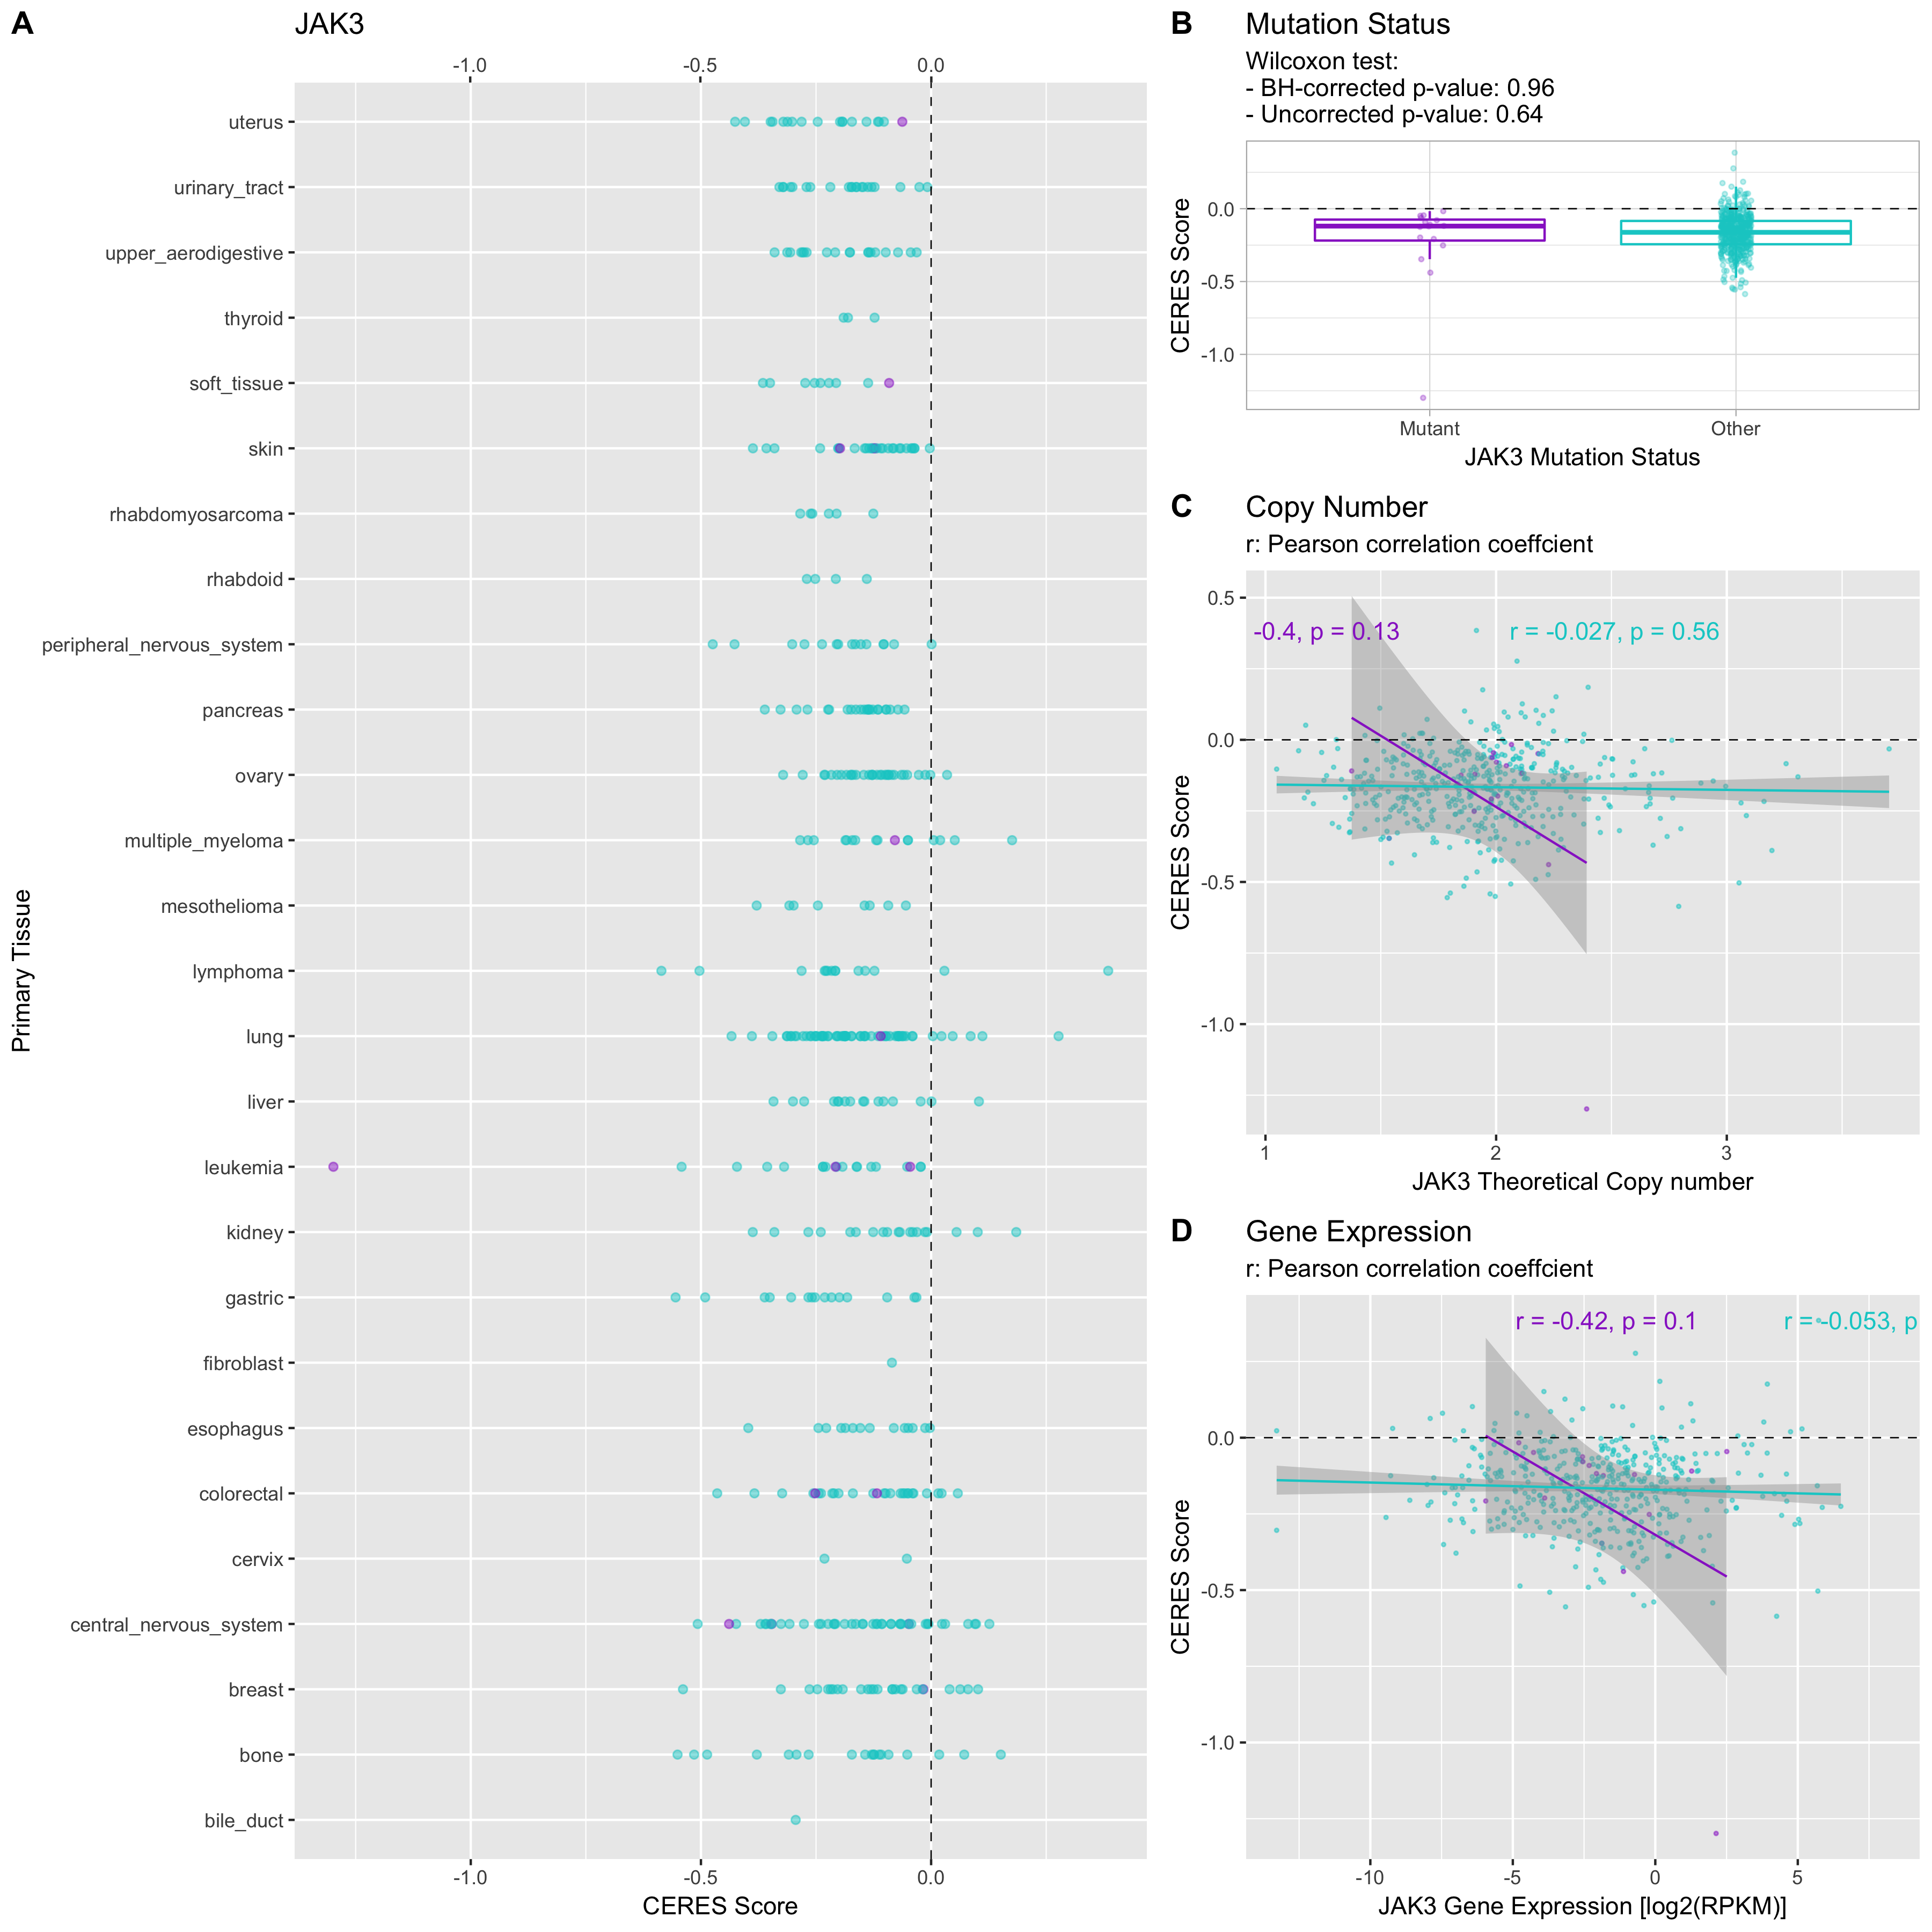 A
JAK3
-1.0 -0.5 0.0
uterus
urinary_tract
upper_aerodigestive
thyroid
soft_tissue
skin
rhabdomyosarcoma
rhabdoid
peripheral_nervous_system
pancreas
ovary
multiple_myeloma
mesothelioma
lymphoma
lung
liver
leukemia
kidney
gastric
fibroblast
esophagus
colorectal
cervix
central_nervous_system
breast
bone
bile_duct
Primary Tissue
-1.0 -0.5 0.0
CERES Score
B
Mutation Status
Wilcoxon test:
- BH-corrected p-value: 0.96
- Uncorrected p-value: 0.64
0.0
-0.5
-1.0
CERES Score
Mutant Other
JAK3 Mutation Status
C
Copy Number
r: Pearson correlation coeffcient
0.5
-0.4, p = 0.13 r = -0.027, p = 0.56
0.0
-0.5
-1.0
CERES Score
1 2 3
JAK3 Theoretical Copy number
D
Gene Expression
r: Pearson correlation coeffcient
r = -0.42, p = 0.1 r = -0.053, p
0.0
-0.5
-1.0
CERES Score
-10 -5 0 5
JAK3 Gene Expression [log2(RPKM)]